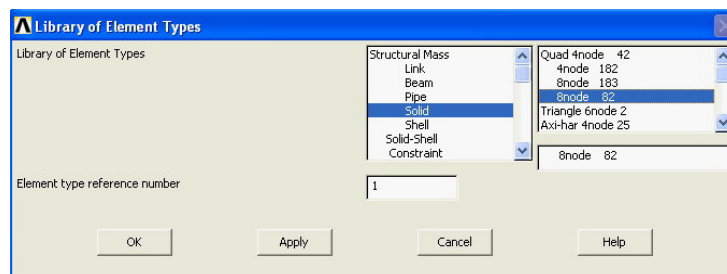 Library of Element Types
Library of Element Types
Structural Mass
Link
Beam
Pipe
Solid
Shell
Solid-Shell
Constraint
Quad 4node 42
4node 182
8node 183
8node 82
Triangle 6node 2
Axi-har 4node 25
8node 82
Element type reference number
1
OK
Apply
Cancel
Help